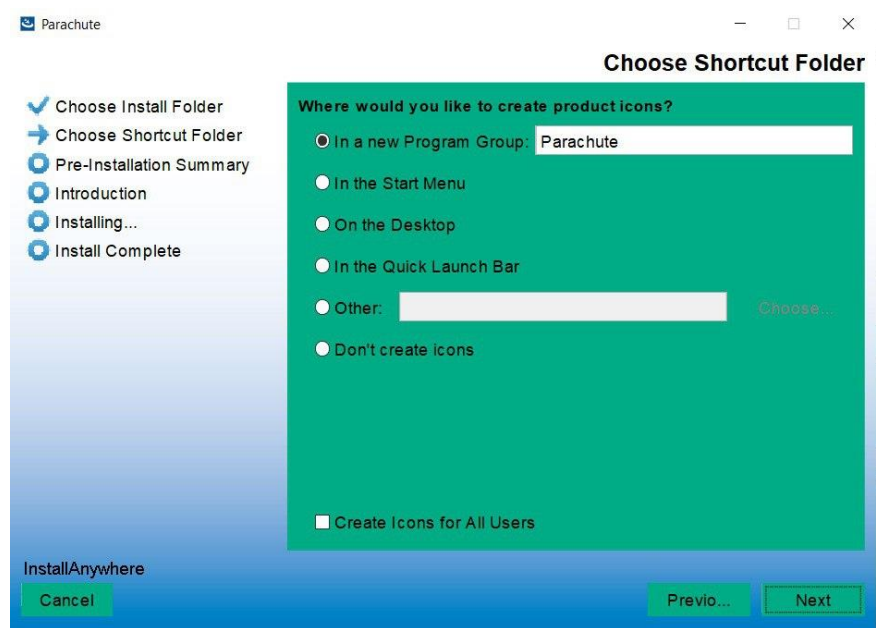 Parachute
Choose Shortcut Folder
Choose Install Folder
Choose Shortcut Folder
Pre-Installation Summary
Introduction
Installing...
Install Complete
Where would you like to create product icons?
In a new Program Group: Parachute
In the Start Menu
On the Desktop
In the Quick Launch Bar
Other: Choose...
Don't create icons
Create Icons for All Users
InstallAnywhere
Cancel Previo... Next